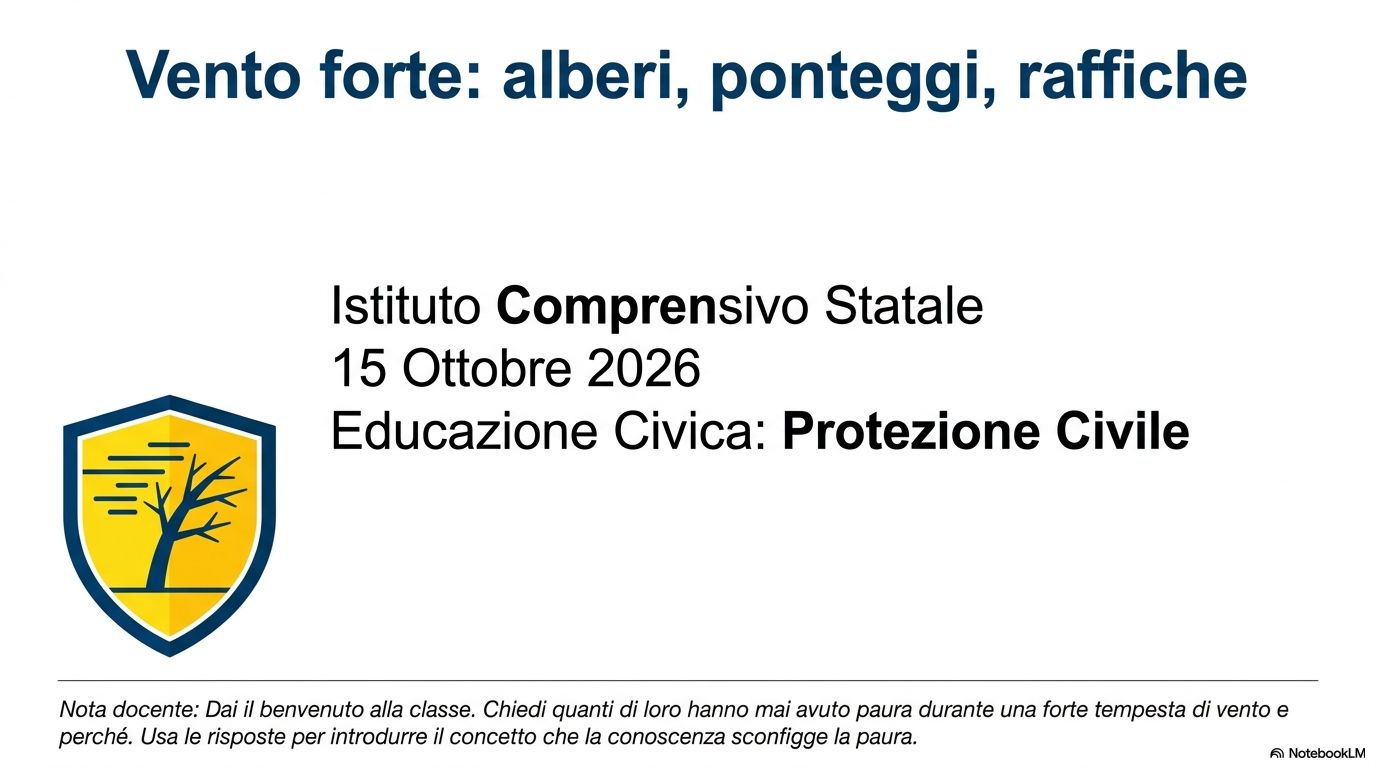 Vento forte: alberi, ponteggi, raffiche
Istituto Comprensivo Statale
15 Ottobre 2026
Educazione Civica: Protezione Civile
Nota docente: Dai il benvenuto alla classe. Chiedi quanti di loro hanno mai avuto paura durante una forte tempesta di vento e
perché. Usa le risposte per introdurre il concetto che la conoscenza sconfigge la paura.
NotebookLM